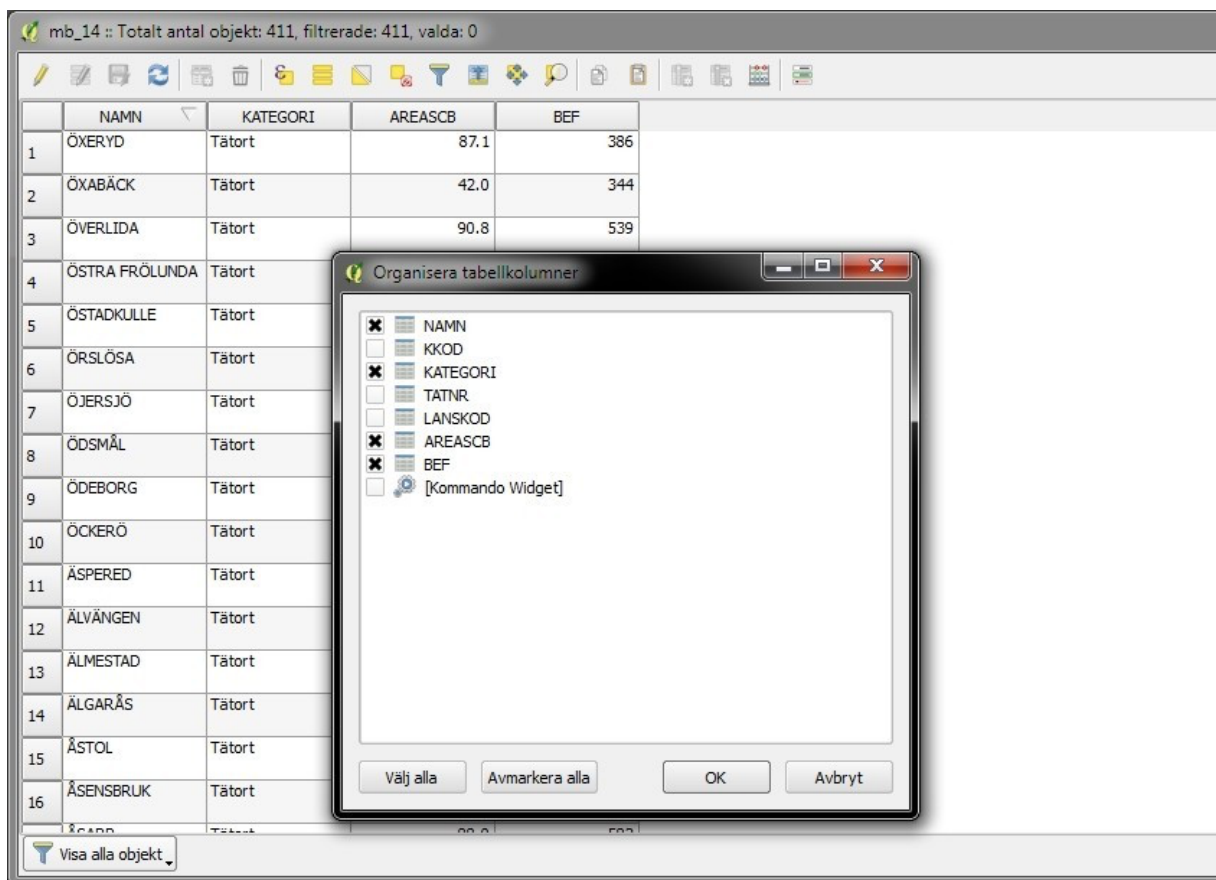 mb_14 :: Totalt antal objekt: 411, filtrerade: 411, valda: 0
NAMN KATEGORI AREASCB BEF
1 ÖXERYD Tätort 87.1 386
2 ÖXABÄCK Tätort 42.0 344
3 ÖVERLIDA Tätort 90.8 539
4 ÖSTRA FRÖLUNDA Tätort
5 ÖSTADKULLE Tätort
6 ÖRSLÖSA Tätort
7 ÖJERSJÖ Tätort
8 ÖDSMÅL Tätort
9 ÖDEBORG Tätort
10 ÖCKERÖ Tätort
11 ÄSPERED Tätort
12 ÄLVÄNGEN Tätort
13 ÄLMESTAD Tätort
14 ÄLGARÅS Tätort
15 ÅSTOL Tätort
16 ÅSENSBRUK Tätort
Visa alla objekt
Organisera tabellkolumner
NAMN
KKOD
KATEGORI
TATNR
LANSKOD
AREASCB
BEF
[Kommando Widget]
Välj alla Avmarkera alla OK Avbryt